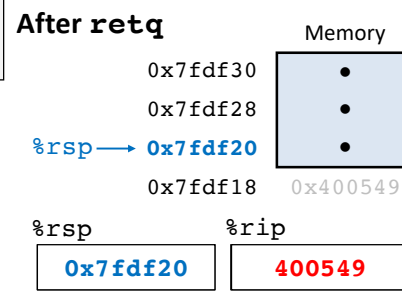 After retq
Memory
0x7fdf30 •
0x7fdf28 •
%rsp → 0x7fdf20 •
0x7fdf18 0x400549
%rsp %rip
0x7fdf20 400549